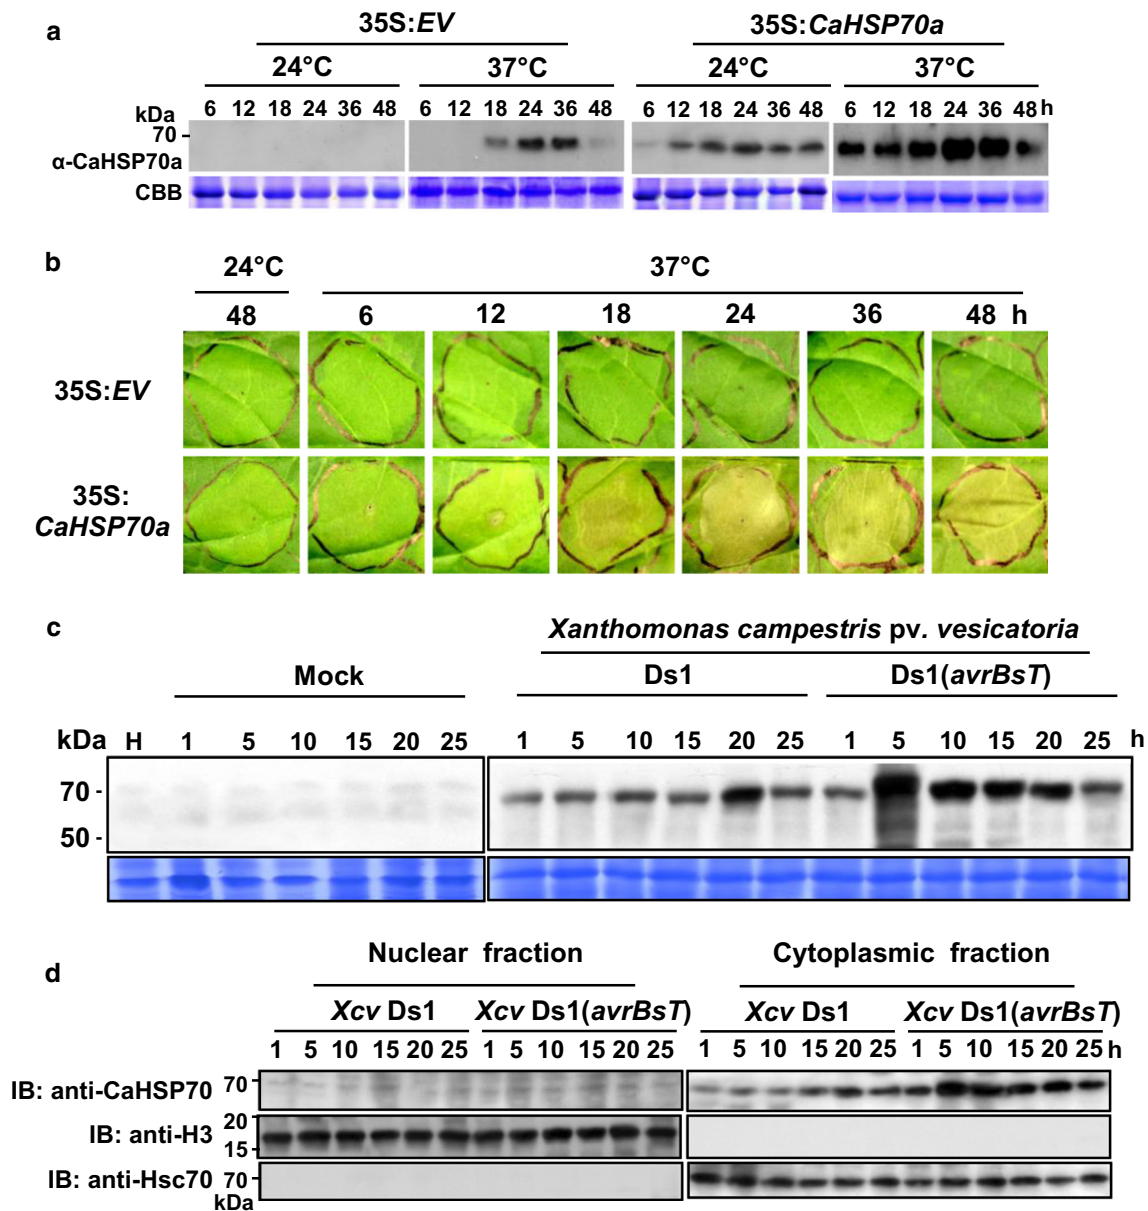 a
35S:EV 35S:CaHSP70a
24°C 37°C 24°C 37°C
kDa 6 12 18 24 36 48 6 12 18 24 36 48 6 12 18 24 36 48 6 12 18 24 36 48 h
70 -
α-CaHSP70a
CBB
b
24°C 37°C
48 6 12 18 24 36 48 h
35S:EV
35S:
CaHSP70a
c
Xanthomonas campestris pv. vesicatoria
Mock Ds1 Ds1(avrBsT)
kDa H 1 5 10 15 20 25 1 5 10 15 20 25 1 5 10 15 20 25 h
70 -
50 -
d
Nuclear fraction Cytoplasmic fraction
Xcv Ds1 Xcv Ds1(avrBsT) Xcv Ds1 Xcv Ds1(avrBsT)
1 5 10 15 20 25 1 5 10 15 20 25 1 5 10 15 20 25 1 5 10 15 20 25 h
IB: anti-CaHSP70 70 -
20 -
IB: anti-H3
15 -
IB: anti-Hsc70 70 -
kDa